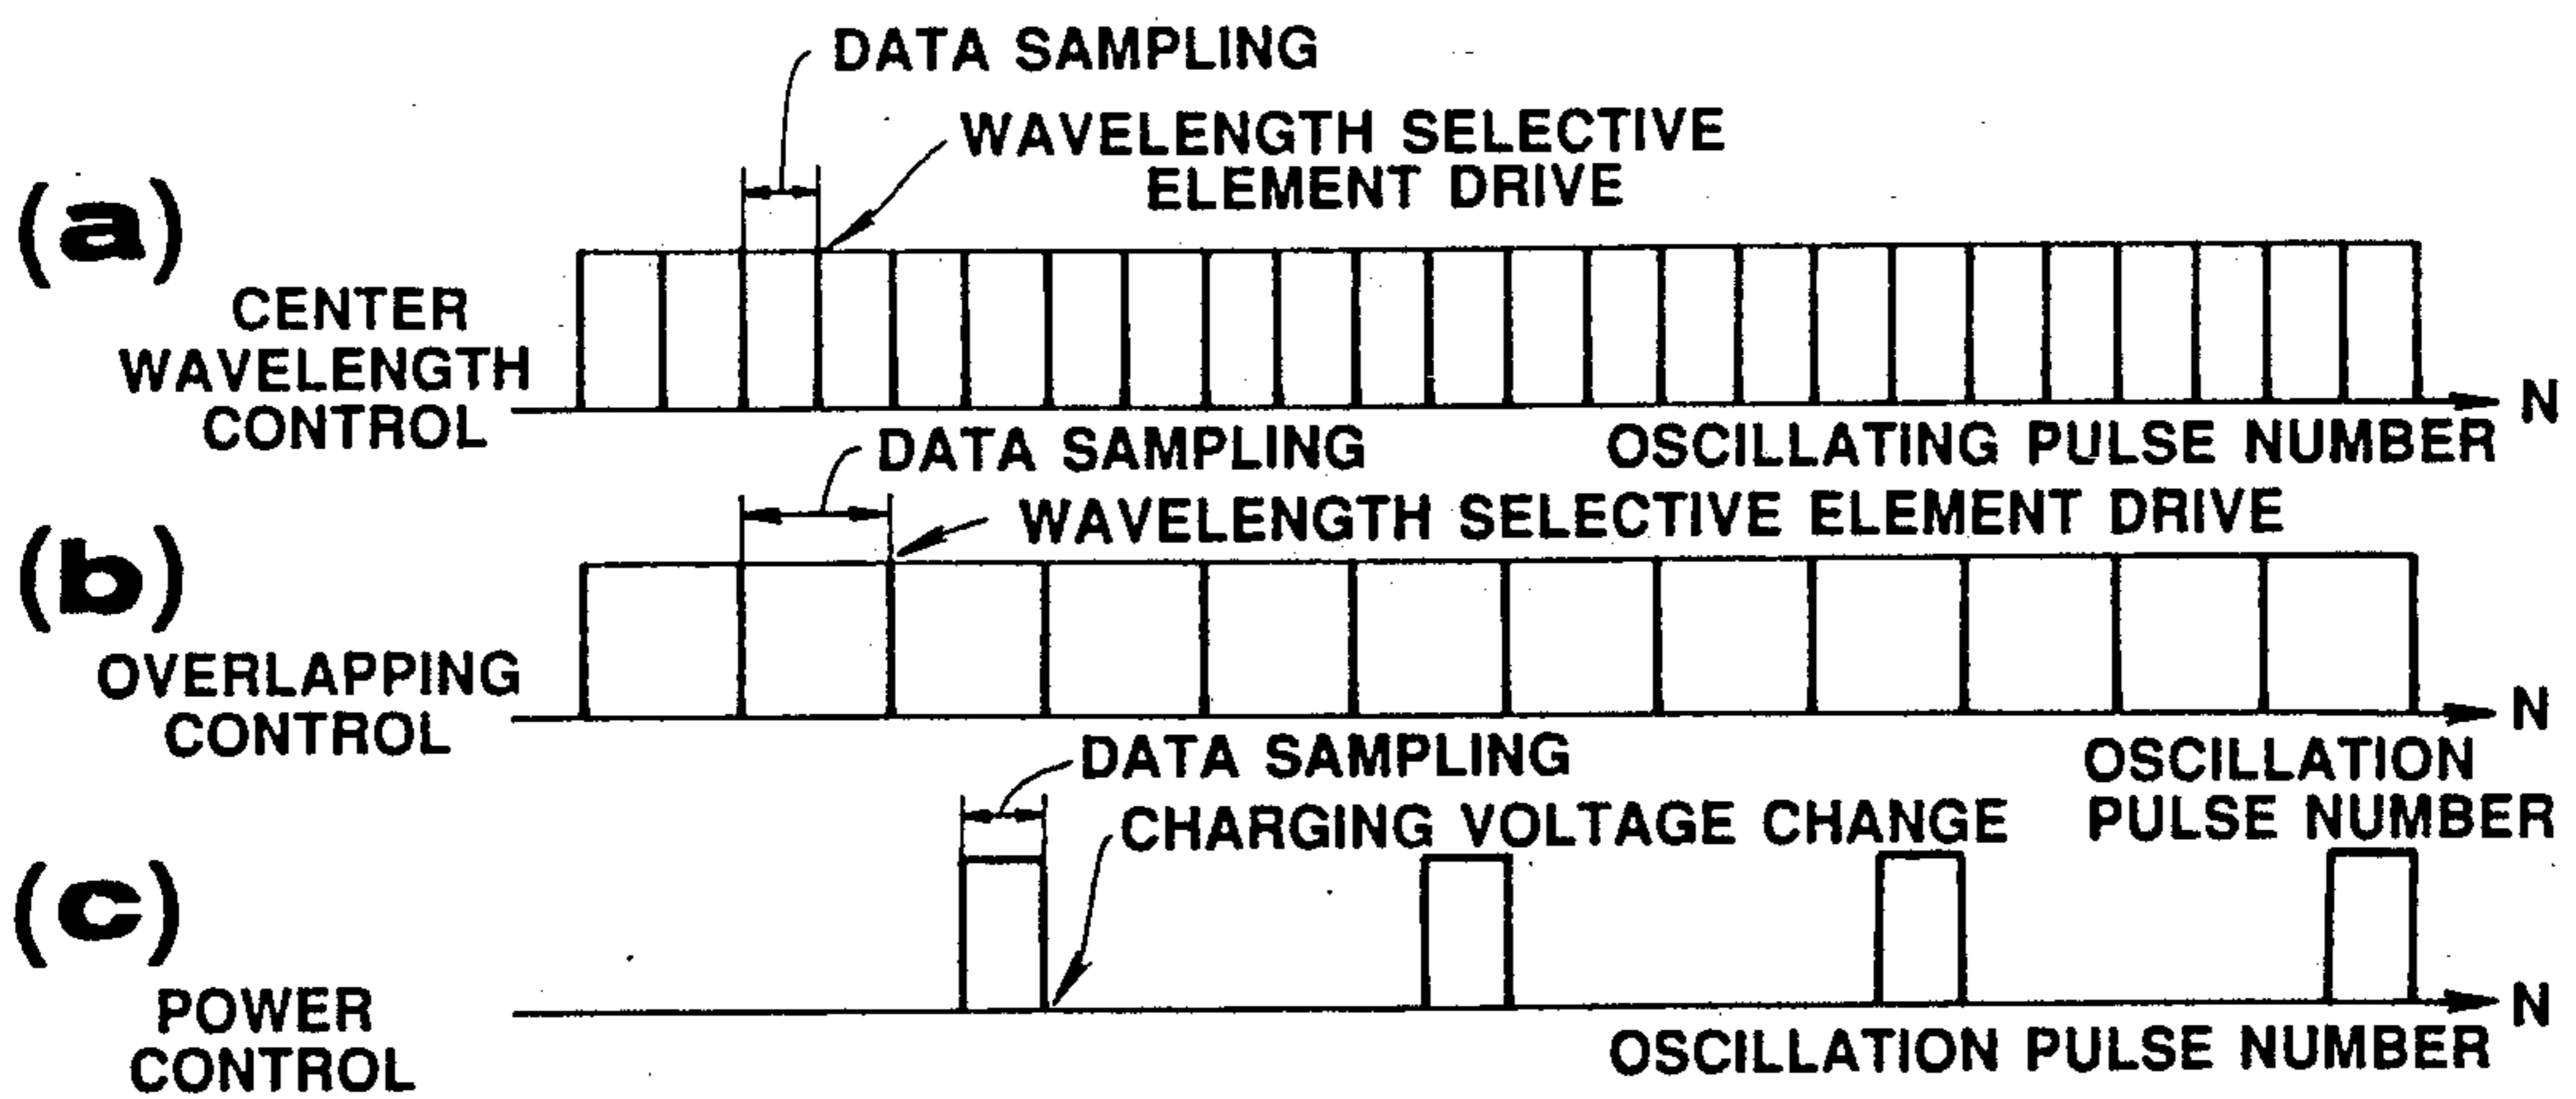 DATA SAMPLING
WAVELENGTH SELECTIVE
ELEMENT DRIVE
(a)
CENTER
WAVELENGTH
CONTROL
N
OSCILLATING PULSE NUMBER
DATA SAMPLING
WAVELENGTH SELECTIVE ELEMENT DRIVE
(b)
OVERLAPPING
CONTROL
N
OSCILLATION
PULSE NUMBER
DATA SAMPLING
CHARGING VOLTAGE CHANGE
(c)
POWER
CONTROL
N
OSCILLATION PULSE NUMBER